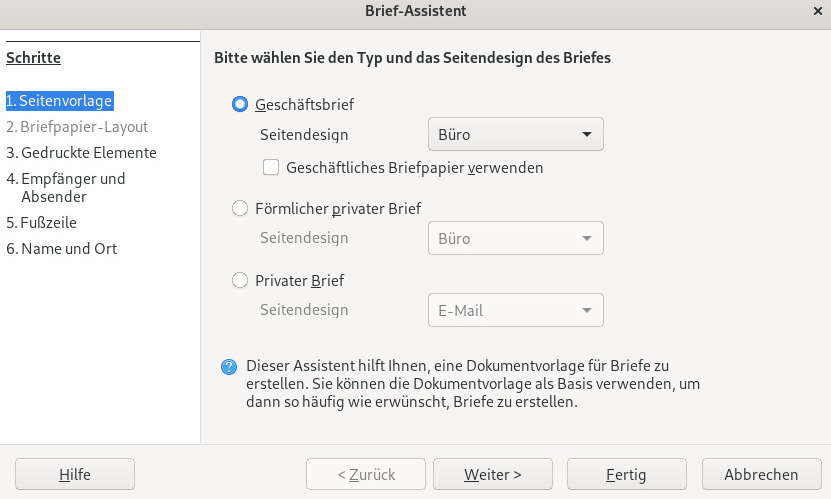 Brief-Assistent
×
Schritte
1. Seitenvorlage
2. Briefpapier-Layout
3. Gedruckte Elemente
4. Empfänger und
Absender
5. Fußzeile
6. Name und Ort
Bitte wählen Sie den Typ und das Seitendesign des Briefes
Geschäftsbrief
Seitendesign Büro
Geschäftliches Briefpapier verwenden
Förmlicher privater Brief
Seitendesign Büro
Privater Brief
Seitendesign E-Mail
? Dieser Assistent hilft Ihnen, eine Dokumentvorlage für Briefe zu
erstellen. Sie können die Dokumentvorlage als Basis verwenden, um
dann so häufig wie erwünscht, Briefe zu erstellen.
Hilfe < Zurück Weiter > Fertig Abbrechen